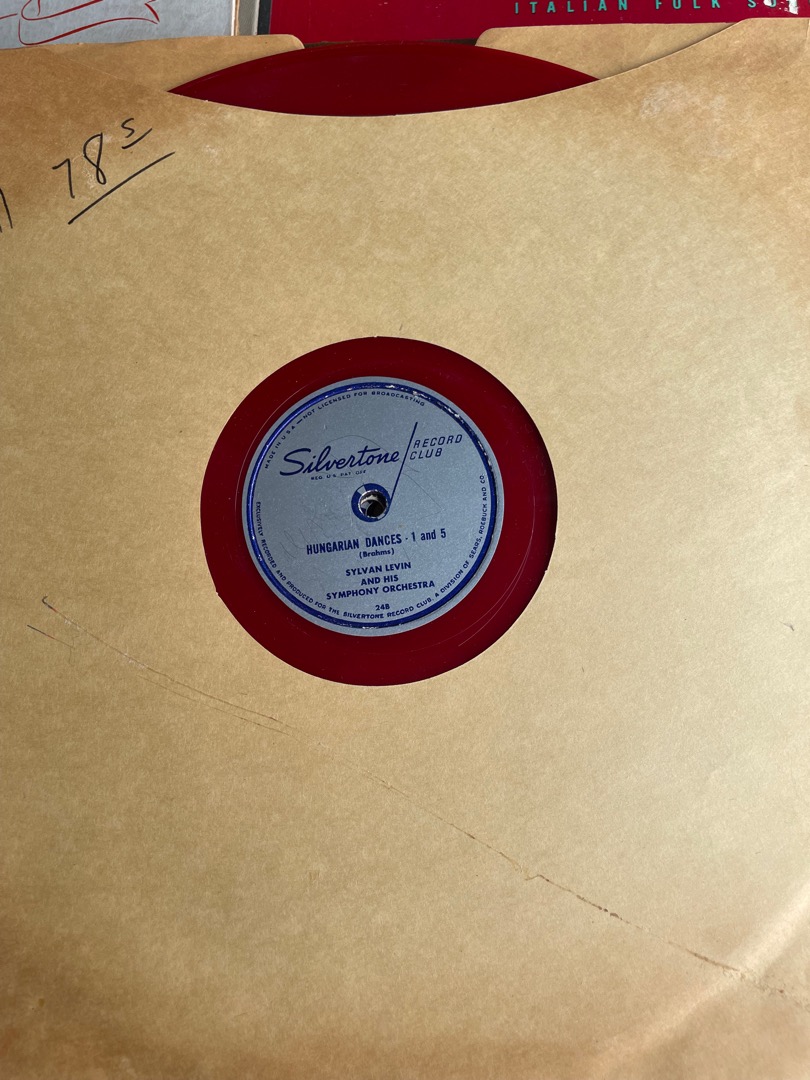 ITALIAN FOLK
78s
MADE IN U.S.A — NOT LICENSED FOR BROADCASTING
Silvertone
RECORD
CLUB
REG U.S. PAT OFF
HUNGARIAN DANCES - 1 and 5
(Brahms)
SYLVAN LEVIN
AND HIS
SYMPHONY ORCHESTRA
24B
EXCLUSIVELY RECORDED AND PRODUCED FOR THE SILVERTONE RECORD CLUB, A DIVISION OF SEARS, ROEBUCK AND CO